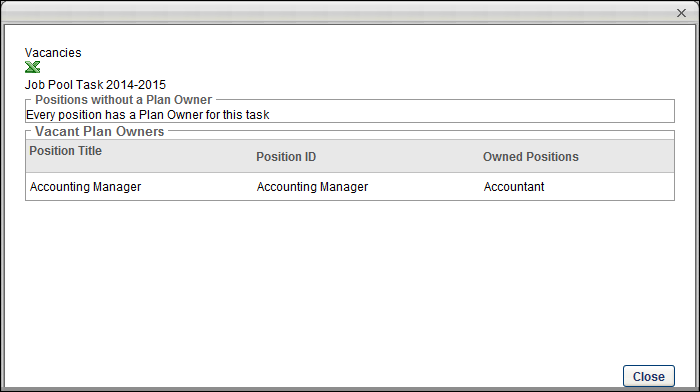 Vacancies
Job Pool Task 2014-2015
Positions without a Plan Owner
Every position has a Plan Owner for this task
Vacant Plan Owners
Position Title Position ID Owned Positions
Accounting Manager Accounting Manager Accountant
Close